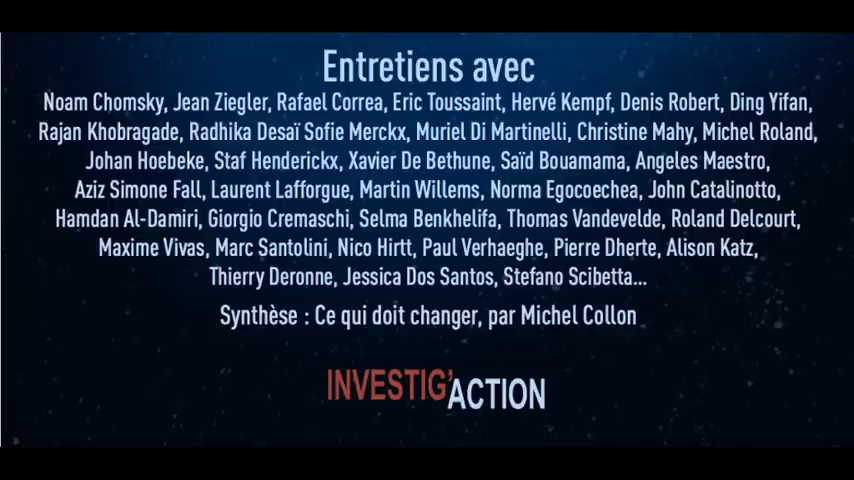 Entretiens avec
Noam Chomsky, Jean Ziegler, Rafael Correa, Eric Toussaint, Hervé Kempf, Denis Robert, Ding Yifan,
Rajan Khobragade, Radhika Desaï Sofie Merckx, Muriel Di Martinelli, Christine Mahy, Michel Roland,
Johan Hoebeke, Staf Henderickx, Xavier De Bethune, Saïd Bouamama, Angeles Maestro,
Aziz Simone Fall, Laurent Lafforgue, Martin Willems, Norma Egocoechea, John Catalinotto,
Hamdan Al-Damiri, Giorgio Cremaschi, Selma Benkhelifa, Thomas Vandevelde, Roland Delcourt,
Maxime Vivas, Marc Santolini, Nico Hirtt, Paul Verhaeghe, Pierre Dherte, Alison Katz,
Thierry Deronne, Jessica Dos Santos, Stefano Scibetta...
Synthèse : Ce qui doit changer, par Michel Collon
INVESTIG'ACTION